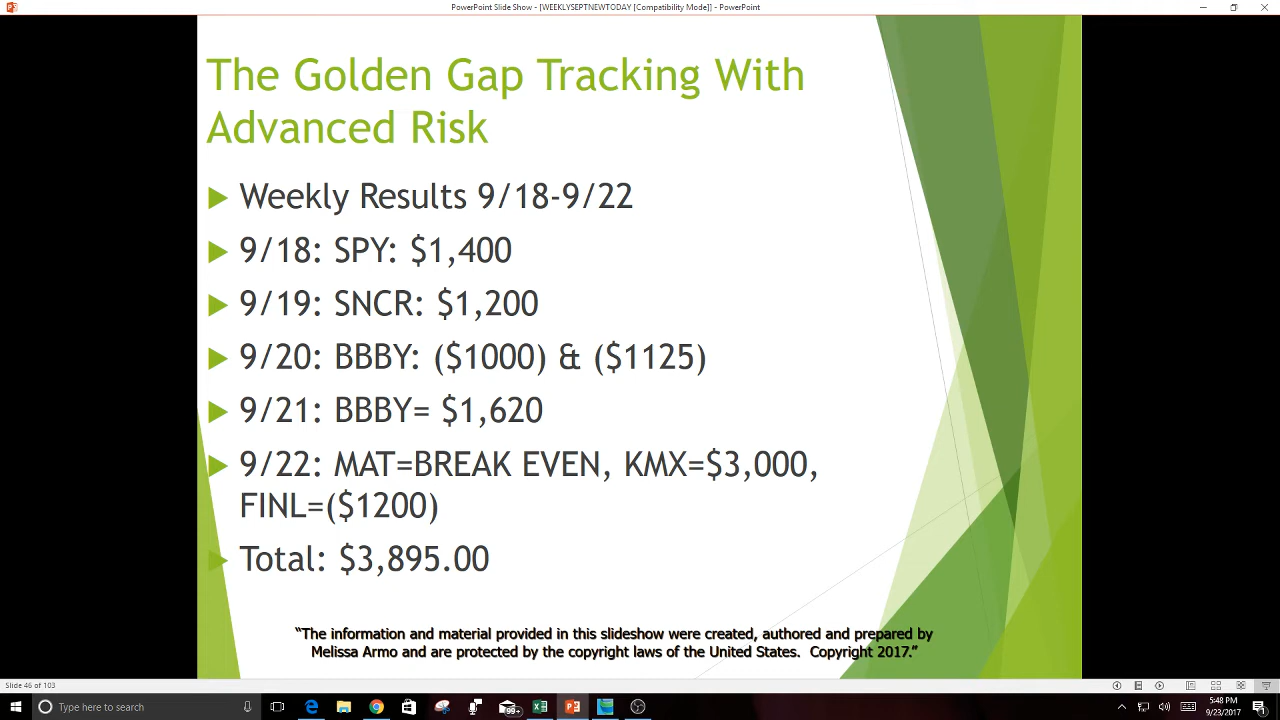 PowerPoint Slide Show - [WEEKLYSEPTNEWTODAY [Compatibility Mode]] - PowerPoint
The Golden Gap Tracking With
Advanced Risk
Weekly Results 9/18-9/22
9/18: SPY: $1,400
9/19: SNCR: $1,200
9/20: BBBY: ($1000) & ($1125)
9/21: BBBY= $1,620
9/22: MAT=BREAK EVEN, KMX=$3,000,
FINL=($1200)
Total: $3,895.00
“The information and material provided in this slideshow were created, authored and prepared by
Melissa Armo and are protected by the copyright laws of the United States.  Copyright 2017.”
Slide 46 of 103
Type here to search
99+
5:48 PM
9/23/2017
1